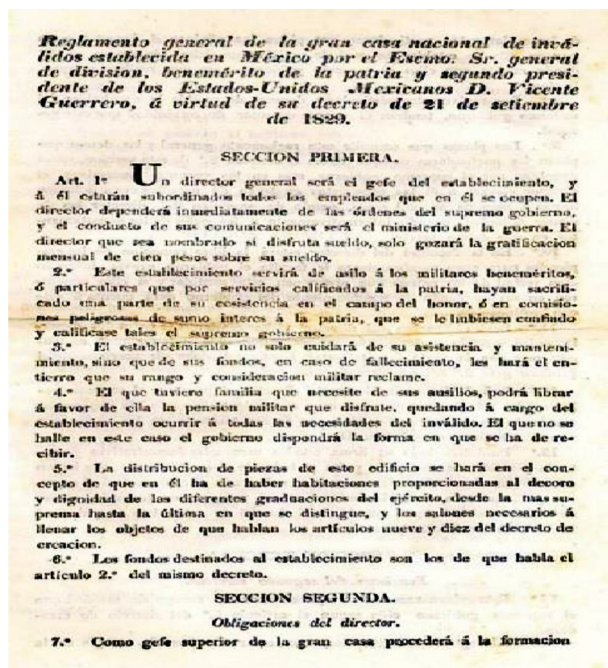 Reglamento general de la gran casa nacional de invá-
lidos establecida en México por el Escmo. Sr. general
de division, benemérito de la patria y segundo presi-
dente de los Estados-Unidos Mexicanos D. Vicente
Guerrero, á virtud de su decreto de 21 de setiembre
de 1829.
SECCION PRIMERA.
Art. 1º Un director general será el gefe del establecimiento, y
á él estarán subordinados todos los empleados que en él se ocupen. El
director dependerá inmediatamente de las órdenes del supremo gobierno,
y el conducto de sus comunicaciones será el ministerio de la guerra. El
director que sea nombrado si disfruta sueldo, solo gozará la gratificacion
mensual de cien pesos sobre su sueldo.
2.º Este establecimiento servirá de asilo á los militares beneméritos,
ó particulares que por servicios calificados á la patria, hayan sacrifi-
cado una parte de su ecsistencia en el campo del honor, ó en comisio-
nes peligrosas de sumo interes á la patria, que se le hubiesen confiado
y calificase tales el supremo gobierno.
3.º El establecimiento no solo cuidará de su asistencia y manteni-
miento, sino que de sus fondos, en caso de fallecimiento, les hará el en-
tierro que su rango y consideracion militar reclame.
4.º El que tuviere familia que necesite de sus ausilios, podrá librar
á favor de ella la pension militar que disfrute, quedando á cargo del
establecimiento ocurrir á todas las necesidades del inválido. El que no se
halle en este caso el gobierno dispondrá la forma en que se ha de re-
cibir.
5.º La distribucion de piezas de este edificio se hará en el con-
cepto de que en él ha de haber habitaciones proporcionadas al decoro
y dignidad de las diferentes graduaciones del ejército, desde la mas su-
prema hasta la última en que se distingue, y los salones necesarios á
llenar los objetos de que hablan los artículos nueve y diez del decreto de
creacion.
6.º Los fondos destinados al establecimiento son los de que habla el
artículo 2.º del mismo decreto.
SECCION SEGUNDA.
Obligaciones del director.
7.º Como gefe superior de la gran casa procederá á la formacion